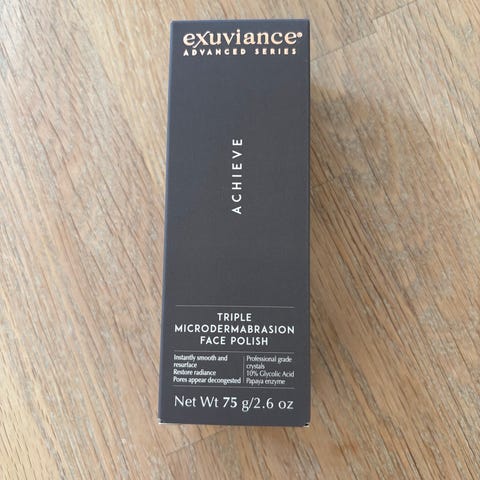 exuviance®
ADVANCED SERIES
ACHIEVE
TRIPLE
MICRODERMABRASION
FACE POLISH
Instantly smooth and
resurface
Restore radiance
Pores appear decongested
Professional grade
crystals
10% Glycolic Acid
Papaya enzyme
Net Wt 75 g/2.6 oz